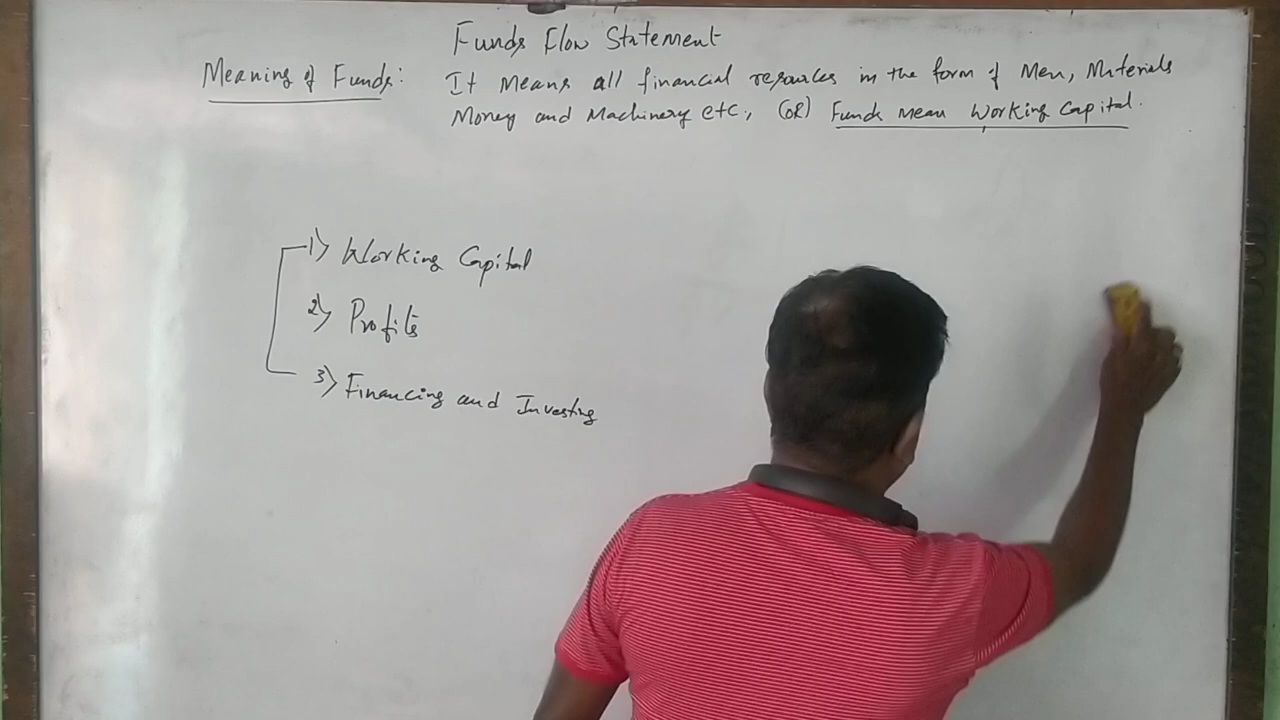 Funds Flow Statement
Meaning of Funds: It Means all financial resources in the form of Men, Materials
Money and Machinery etc., (OR) Funds mean Working Capital.
1) Working Capital
2) Profits
3) Financing and Investing